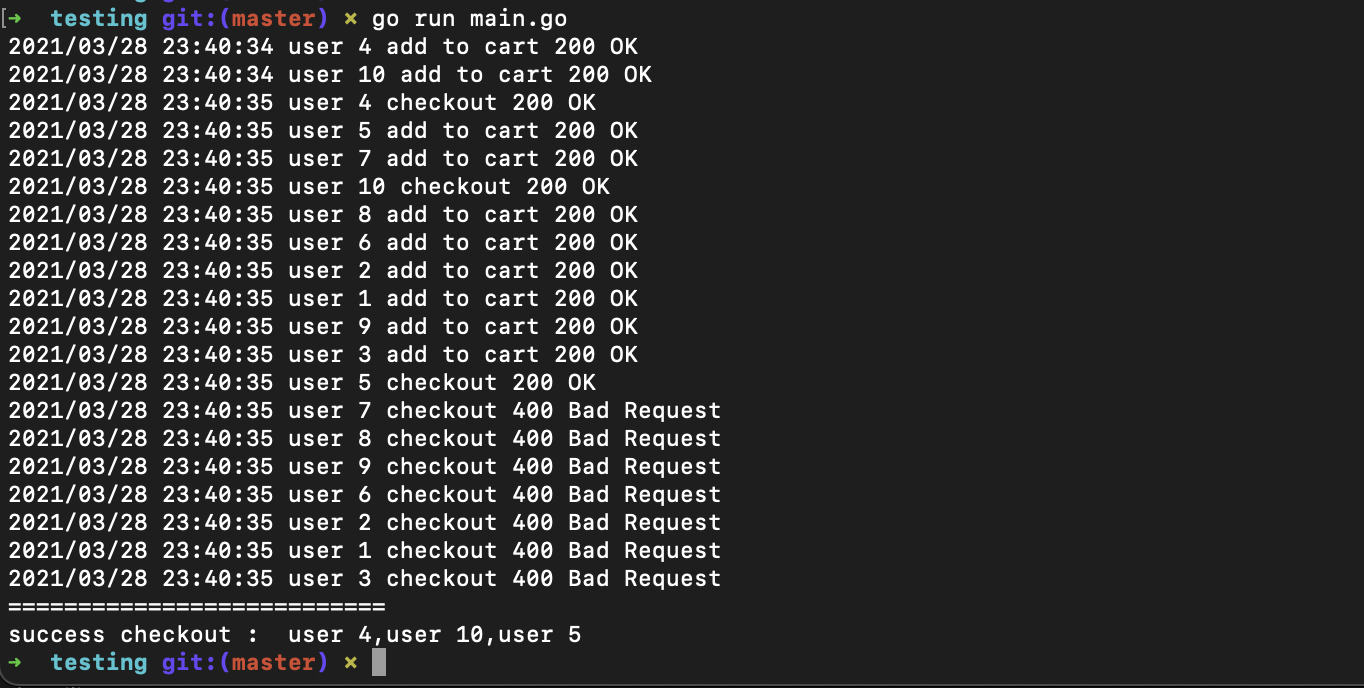 [➜  testing git:(master) × go run main.go
2021/03/28 23:40:34 user 4 add to cart 200 OK
2021/03/28 23:40:34 user 10 add to cart 200 OK
2021/03/28 23:40:35 user 4 checkout 200 OK
2021/03/28 23:40:35 user 5 add to cart 200 OK
2021/03/28 23:40:35 user 7 add to cart 200 OK
2021/03/28 23:40:35 user 10 checkout 200 OK
2021/03/28 23:40:35 user 8 add to cart 200 OK
2021/03/28 23:40:35 user 6 add to cart 200 OK
2021/03/28 23:40:35 user 2 add to cart 200 OK
2021/03/28 23:40:35 user 1 add to cart 200 OK
2021/03/28 23:40:35 user 9 add to cart 200 OK
2021/03/28 23:40:35 user 3 add to cart 200 OK
2021/03/28 23:40:35 user 5 checkout 200 OK
2021/03/28 23:40:35 user 7 checkout 400 Bad Request
2021/03/28 23:40:35 user 8 checkout 400 Bad Request
2021/03/28 23:40:35 user 9 checkout 400 Bad Request
2021/03/28 23:40:35 user 6 checkout 400 Bad Request
2021/03/28 23:40:35 user 2 checkout 400 Bad Request
2021/03/28 23:40:35 user 1 checkout 400 Bad Request
2021/03/28 23:40:35 user 3 checkout 400 Bad Request
===========================
success checkout :  user 4,user 10,user 5
➜  testing git:(master) ×